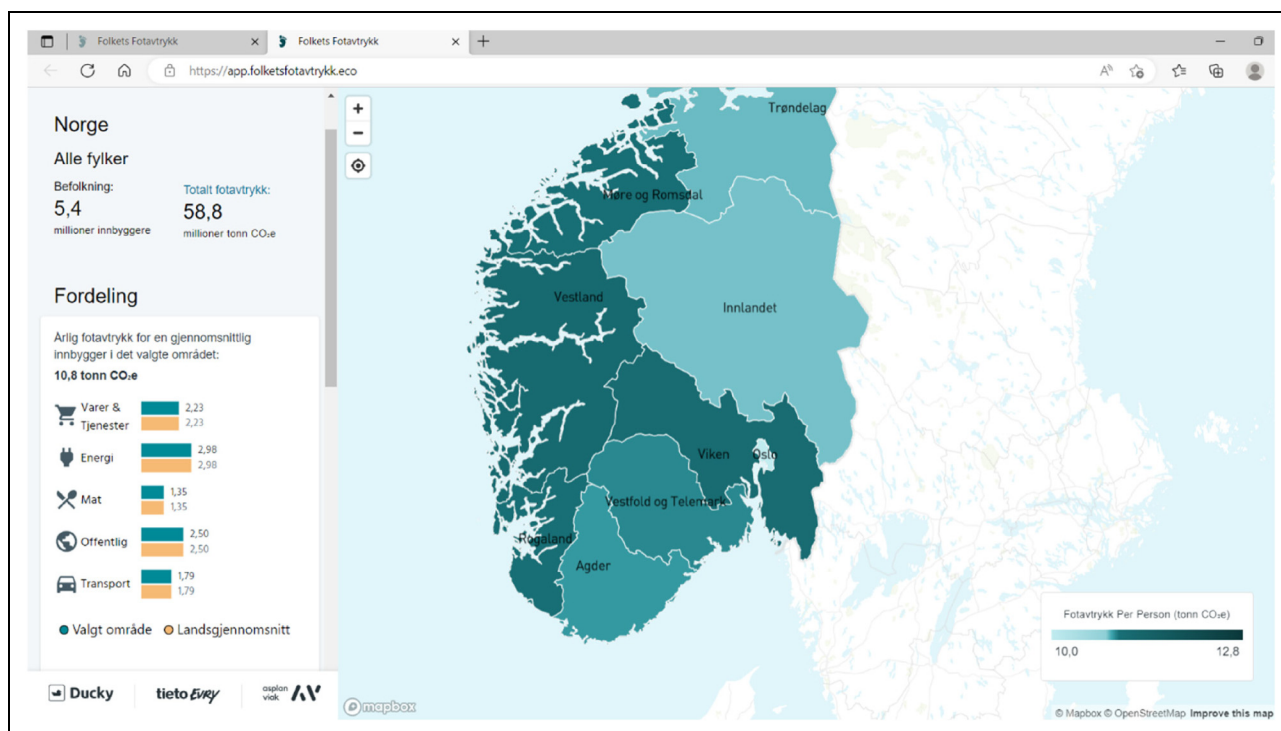 Folkets Fotavtrykk
Folkets Fotavtrykk
https://app.folketsfotavtrykk.eco
Norge
Alle fylker
Befolkning:
5,4
millioner innbyggere
Totalt fotavtrykk:
58,8
millioner tonn CO₂e
Fordeling
Årlig fotavtrykk for en gjennomsnittlig
innbygger i det valgte området:
10,8 tonn CO₂e
Varer &
Tjenester
2,23
2,23
Energi
2,98
2,98
Mat
1,35
1,35
Offentlig
2,50
2,50
Transport
1,79
1,79
Valgt område
Landsgjennomsnitt
Ducky
tieto Evry
asplan
viak
Trøndelag
Møre og Romsdal
Vestland
Innlandet
Viken
Oslo
Vestfold og Telemark
Rogaland
Agder
Fotavtrykk Per Person (tonn CO₂e)
10,0
12,8
mapbox
© Mapbox © OpenStreetMap Improve this map